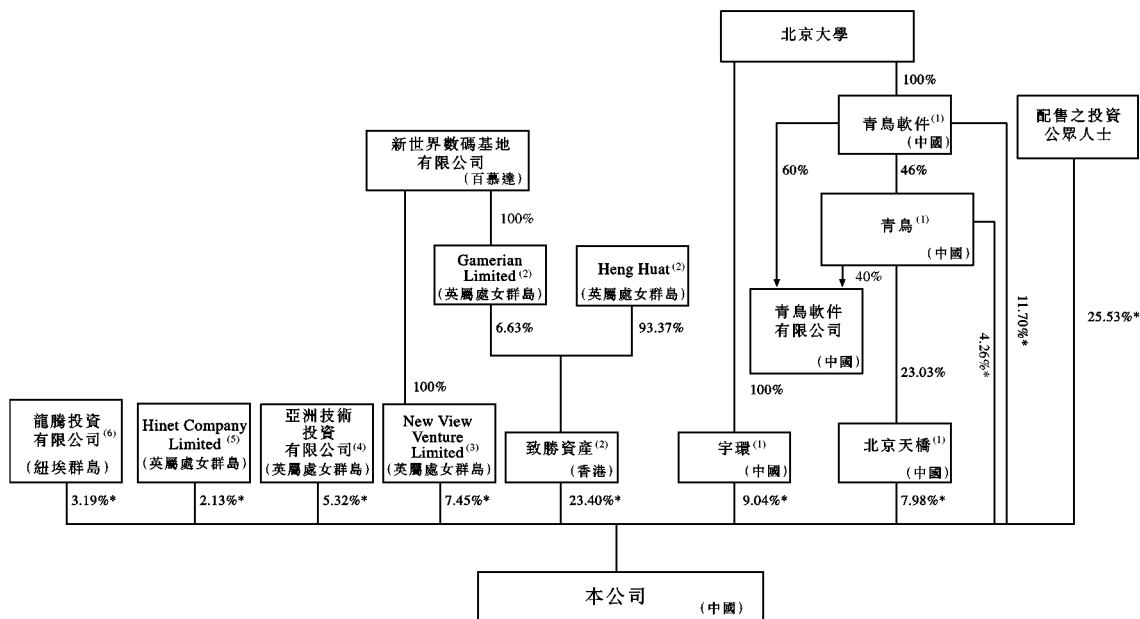 北京大學
100%
青鳥軟件(1)
(中國)
配售之投資
公眾人士
新世界數碼基地
有限公司
(百慕達)
60%
46%
100%
青鳥(1)
(中國)
Gamerian
Limited(2)
(英屬處女群島)
Heng Huat(2)
(英屬處女群島)
40%
青鳥軟件
有限公司
(中國)
11.70%*
4.26%*
25.53%*
6.63%
93.37%
100%
100%
23.03%
龍騰投資
有限公司(6)
(紐埃群島)
Hinet Company
Limited(5)
(英屬處女群島)
亞洲技術
投資
有限公司(4)
(英屬處女群島)
New View
Venture
Limited(3)
(英屬處女群島)
致勝資產(2)
(香港)
宇環(1)
(中國)
北京天橋(1)
(中國)
3.19%*
2.13%*
5.32%*
7.45%*
23.40%*
9.04%*
7.98%*
本公司
(中國)